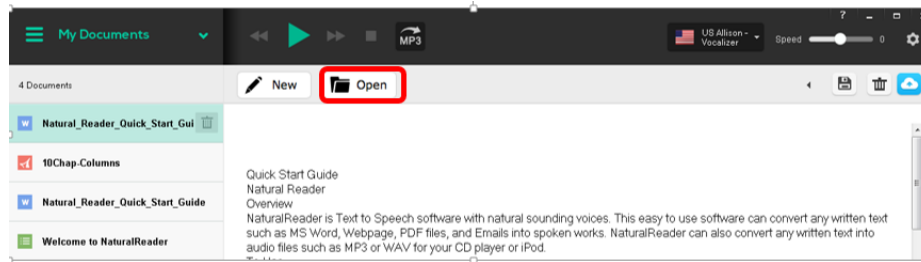 My Documents
MP3
US Allison -
Vocalizer
Speed
0
?
4 Documents
New
Open
W Natural_Reader_Quick_Start_Gui
10Chap-Columns
W Natural_Reader_Quick_Start_Guide
Welcome to NaturalReader
Quick Start Guide
Natural Reader
Overview
NaturalReader is Text to Speech software with natural sounding voices. This easy to use software can convert any written text
such as MS Word, Webpage, PDF files, and Emails into spoken works. NaturalReader can also convert any written text into
audio files such as MP3 or WAV for your CD player or iPod.